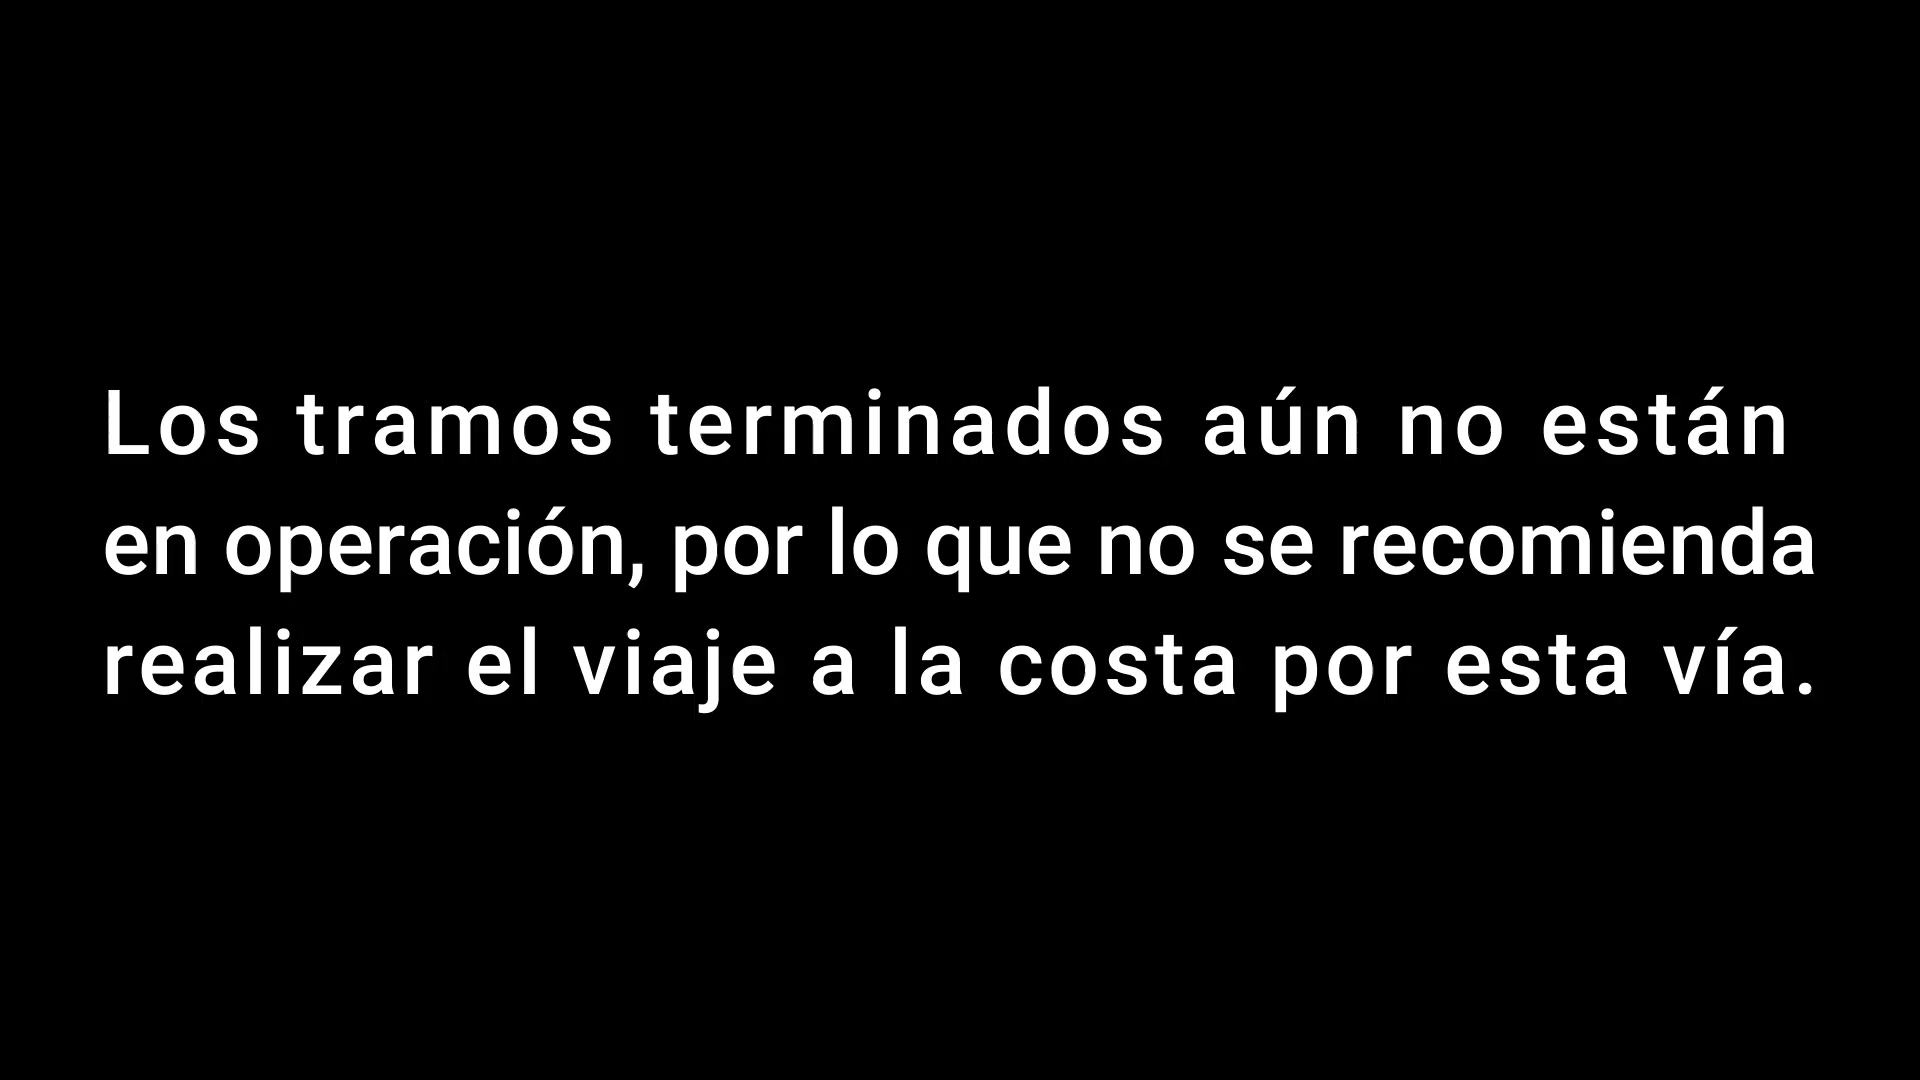 Los tramos terminados aún no están
en operación, por lo que no se recomienda
realizar el viaje a la costa por esta vía.